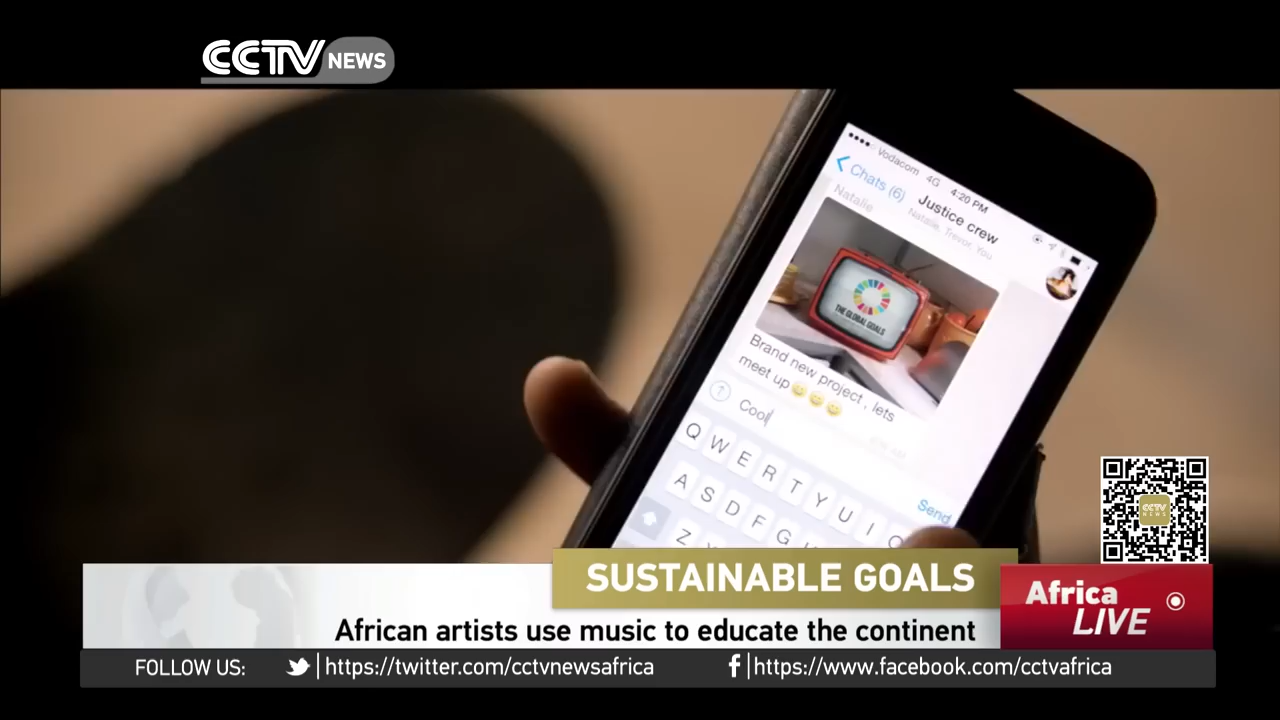 CCTV NEWS
Vodacom 4G 4:20 PM
Chats (6)
Justice crew
Natalie, Trevor, You
Natalie
THE GLOBAL GOALS
Brand new project , lets
meet up😀😀😀
Cool
Send
Q W E R T Y U I O
A S D F G
Z
CCTV NEWS
SUSTAINABLE GOALS
African artists use music to educate the continent
Africa LIVE
FOLLOW US: https://twitter.com/cctvnewsafrica https://www.facebook.com/cctvafrica